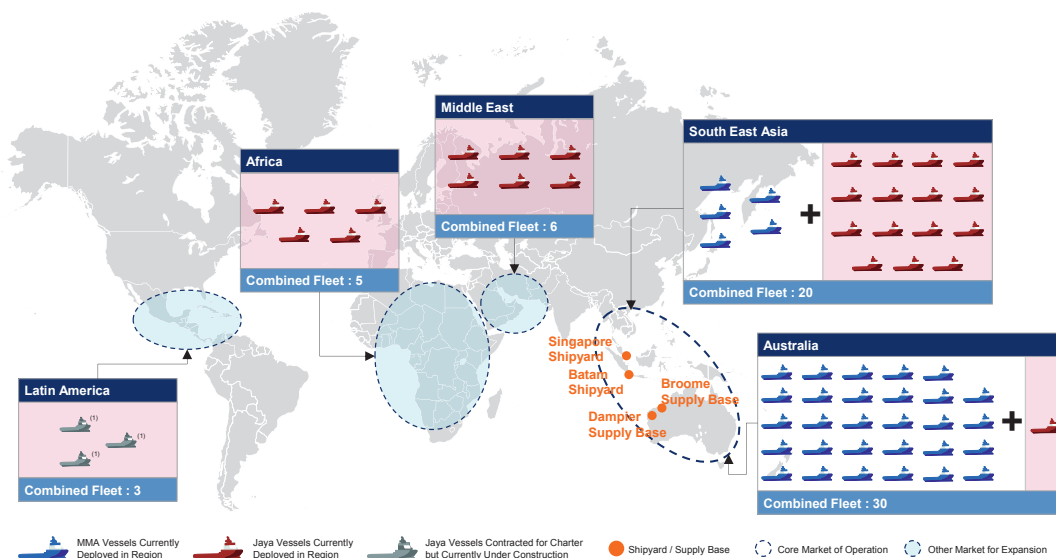 Middle East
Combined Fleet : 6
South East Asia
+
Combined Fleet : 20
Africa
Combined Fleet : 5
Singapore
Shipyard
Batam
Shipyard
Broome
Supply Base
Dampier
Supply Base
Australia
+
Combined Fleet : 30
Latin America
(1)
(1)
(1)
Combined Fleet : 3
MMA Vessels Currently
Deployed in Region
Jaya Vessels Currently
Deployed in Region
Jaya Vessels Contracted for Charter
but Currently Under Construction
Shipyard / Supply Base
Core Market of Operation
Other Market for Expansion